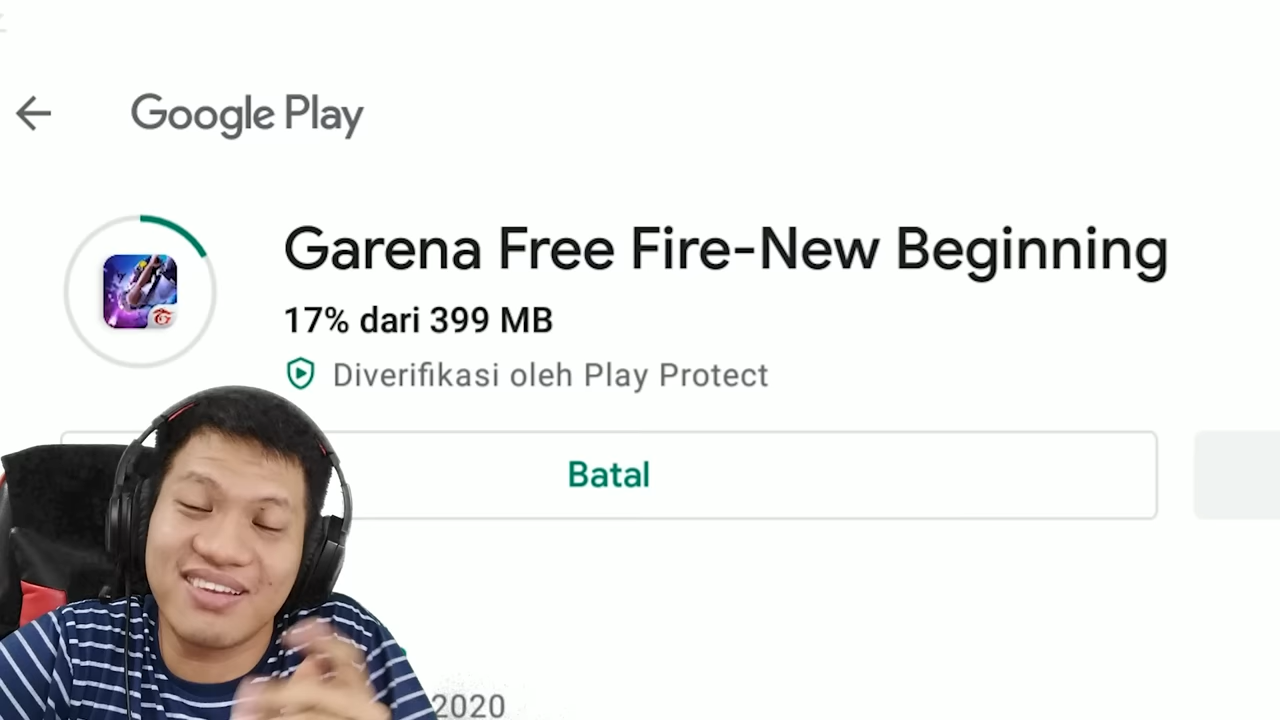 Google Play
Garena Free Fire-New Beginning
17% dari 399 MB
Diverifikasi oleh Play Protect
Batal
2020